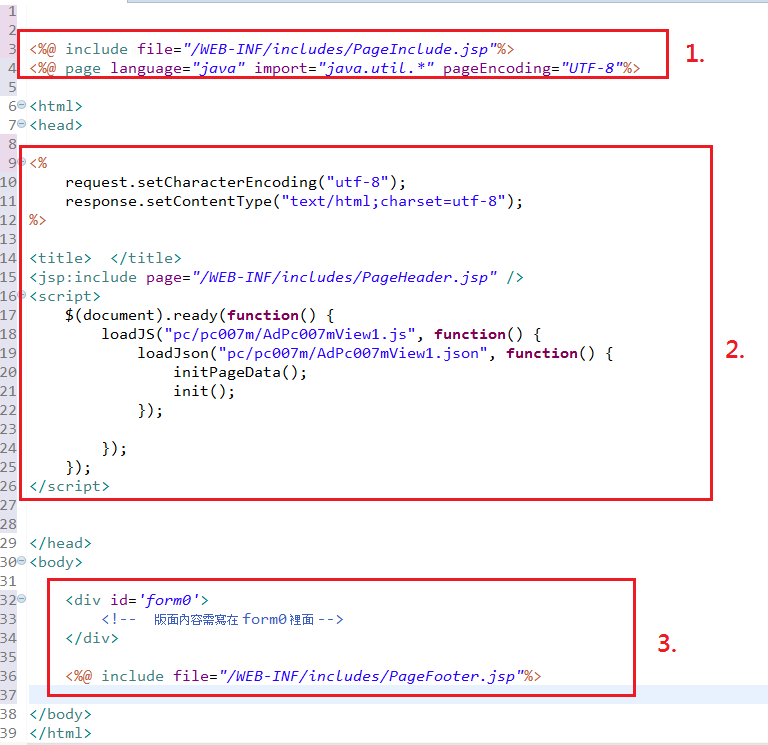 1
2
3 <%@ include file="/WEB-INF/includes/PageInclude.jsp"%> 1.
4 <%@ page language="java" import="java.util.*" pageEncoding="UTF-8"%>
5
6 <html>
7 <head>
8
9 <%
10 request.setCharacterEncoding("utf-8");
11 response.setContentType("text/html;charset=utf-8");
12 %>
13
14 <title>  </title>
15 <jsp:include page="/WEB-INF/includes/PageHeader.jsp" />
16 <script>
17 $(document).ready(function() {
18 loadJS("pc/pc007m/AdPc007mView1.js", function() {
19 loadJson("pc/pc007m/AdPc007mView1.json", function() { 2.
20 initPageData();
21 init();
22 });
23
24 });
25 });
26 </script>
27
28
29 </head>
30 <body>
31
32 <div id='form0'>
33 <!-- 版面內容需寫在 form0 裡面 -->
34 </div> 3.
35
36 <%@ include file="/WEB-INF/includes/PageFooter.jsp"%>
37
38 </body>
39 </html>